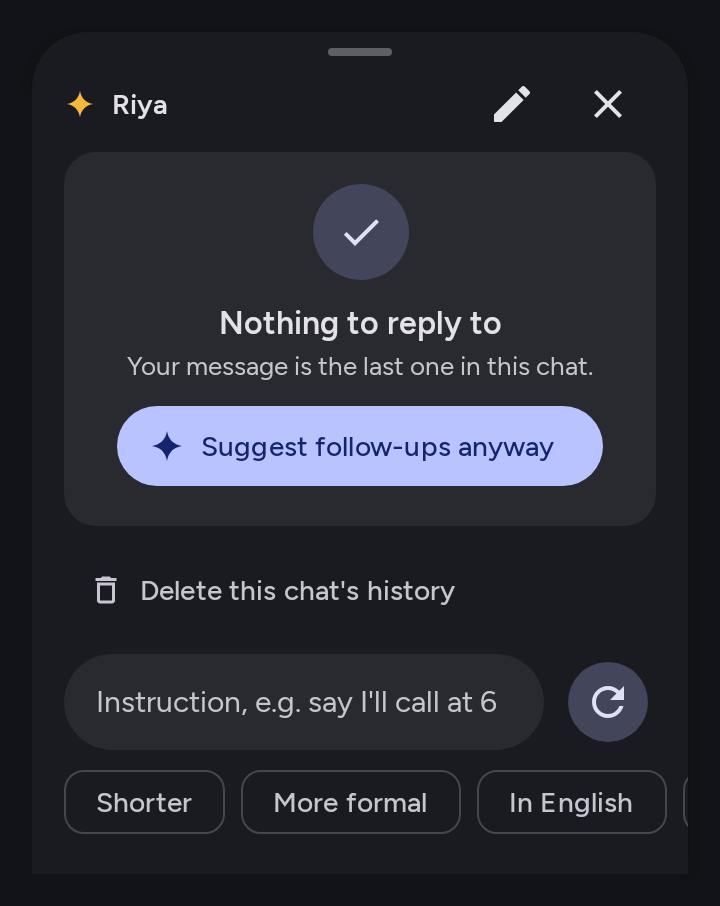 Riya
Nothing to reply to
Your message is the last one in this chat.
Suggest follow-ups anyway
Delete this chat's history
Instruction, e.g. say I'll call at 6
Shorter
More formal
In English